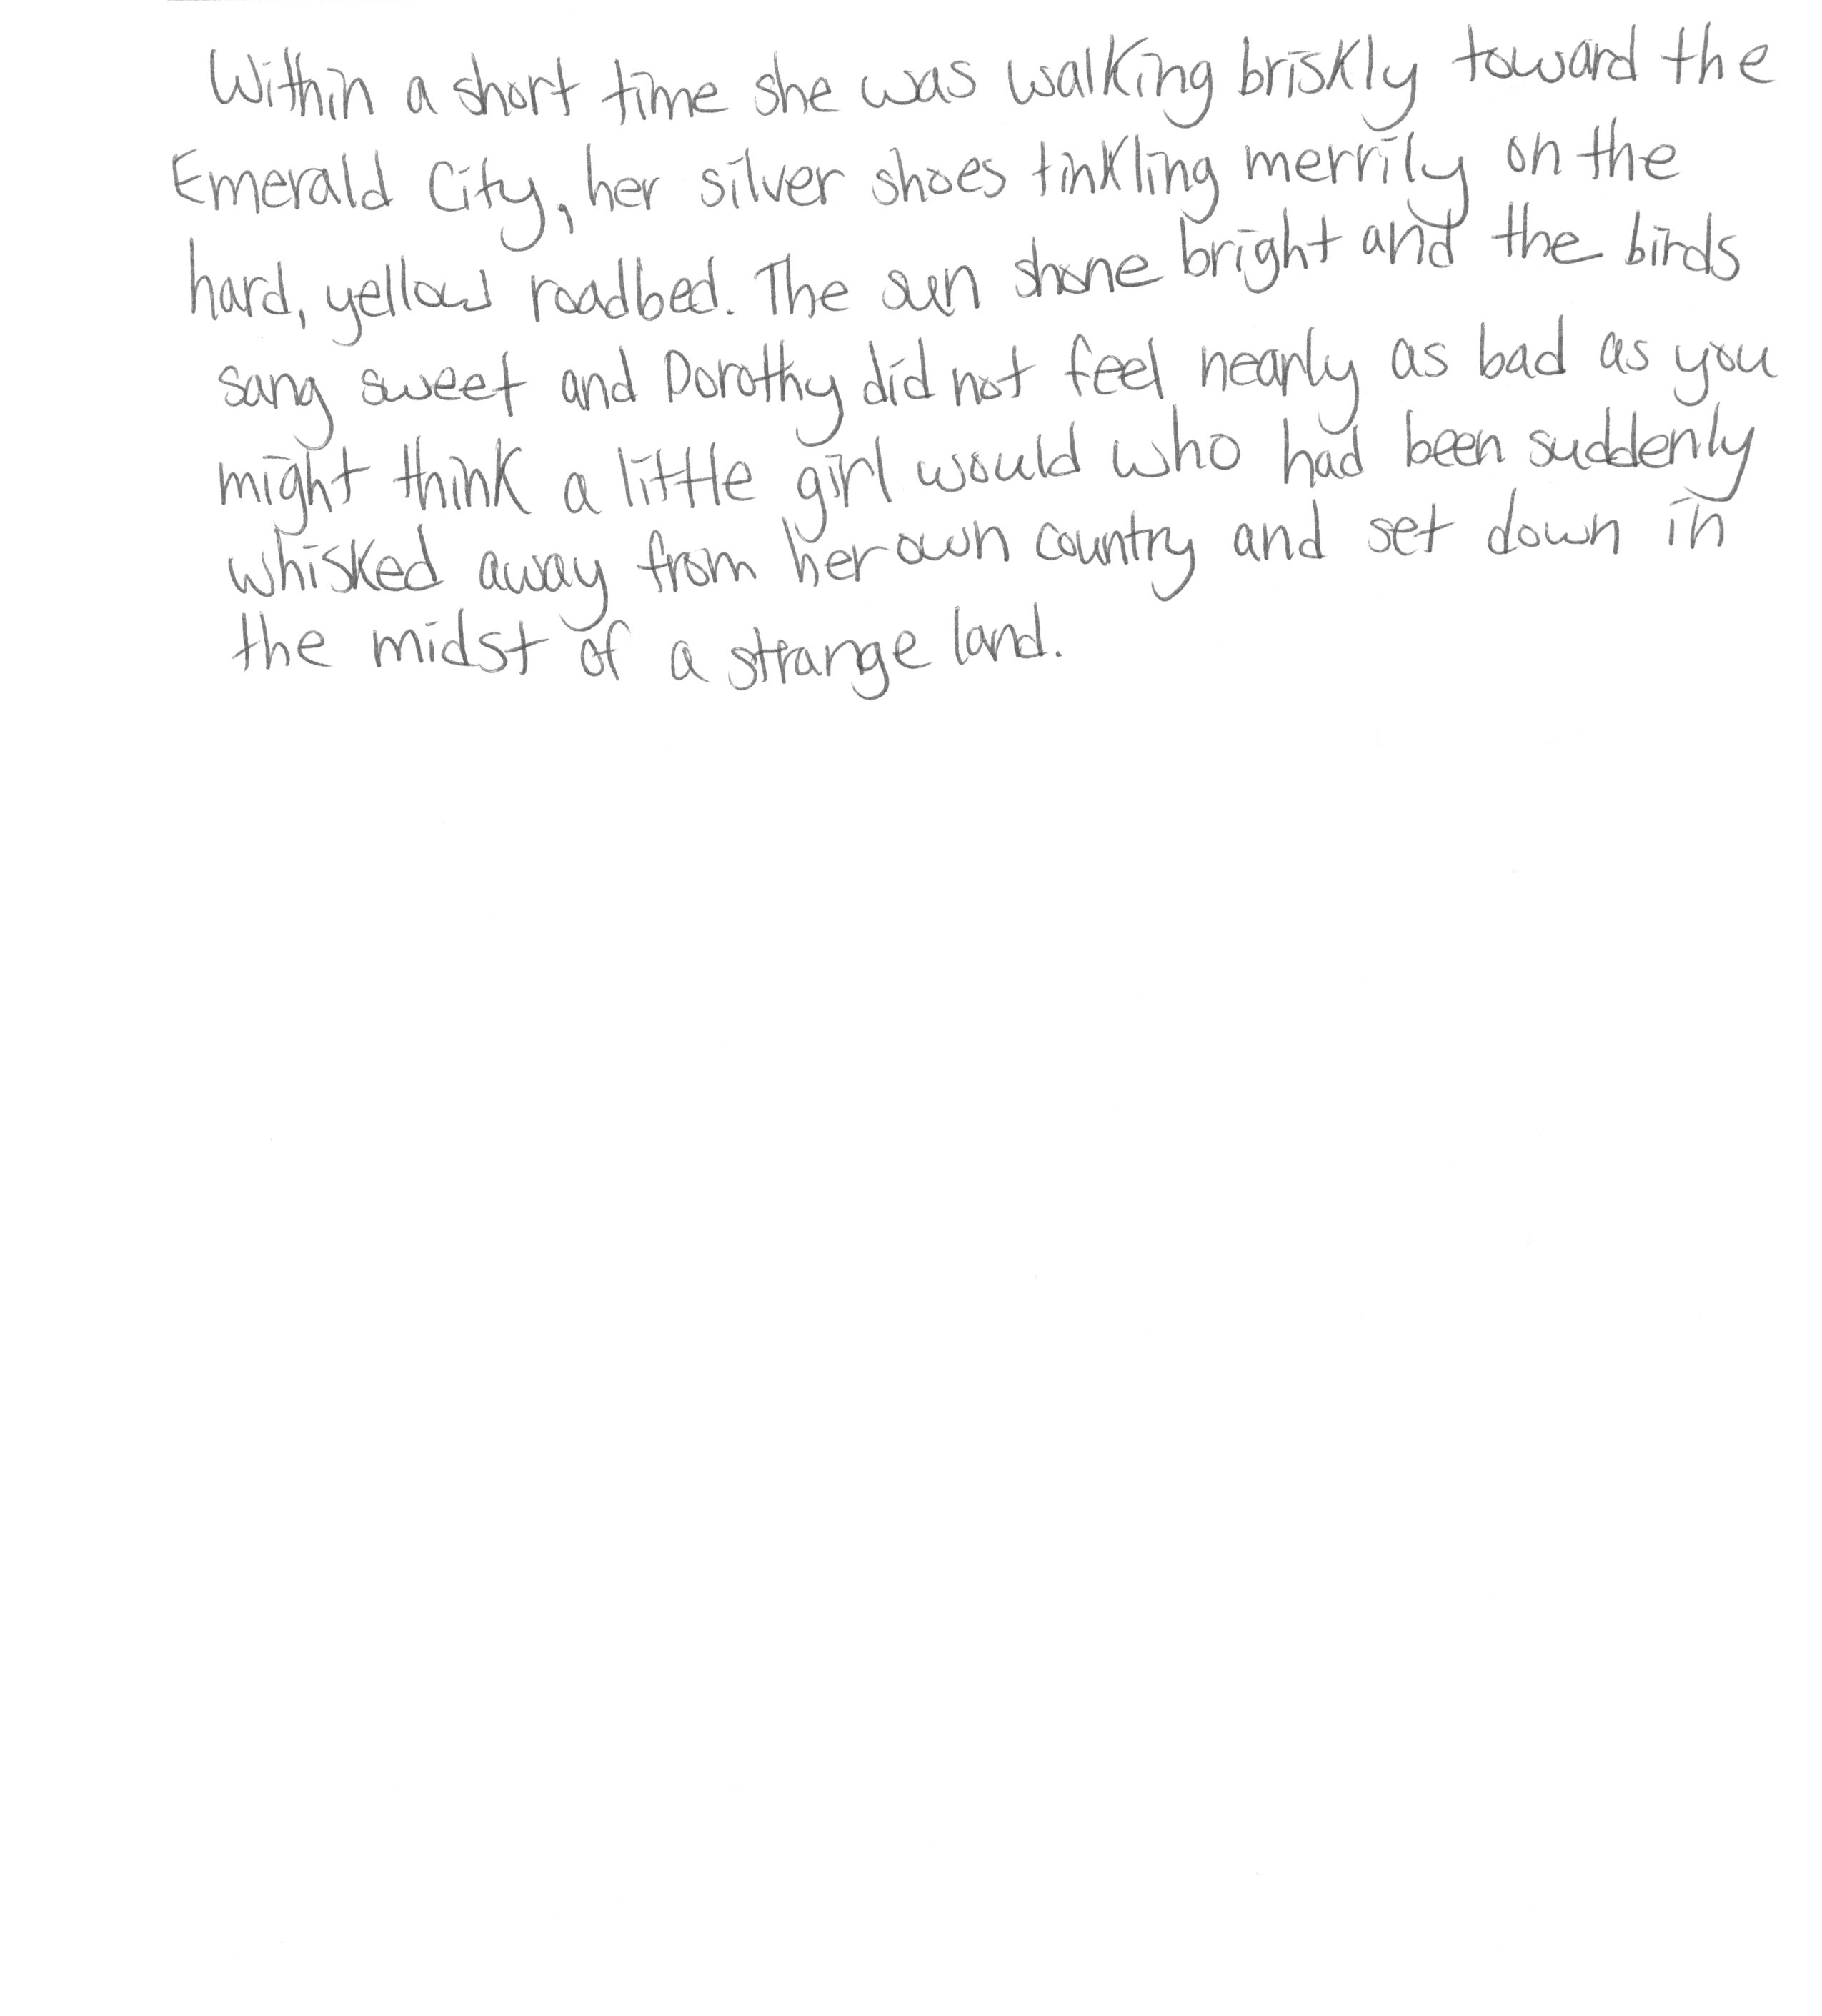 Within a short time she was walking briskly toward the
Emerald City, her silver shoes tinkling merrily on the
hard, yellow roadbed. The sun shone bright and the birds
sang sweet and Dorothy did not feel nearly as bad as you
might think a little girl would who had been suddenly
whisked away from her own country and set down in
the midst of a strange land.